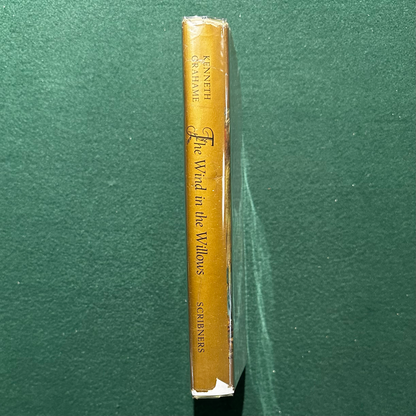 KENNETH
GRAHAME
The Wind in the Willows
SCRIBNERS